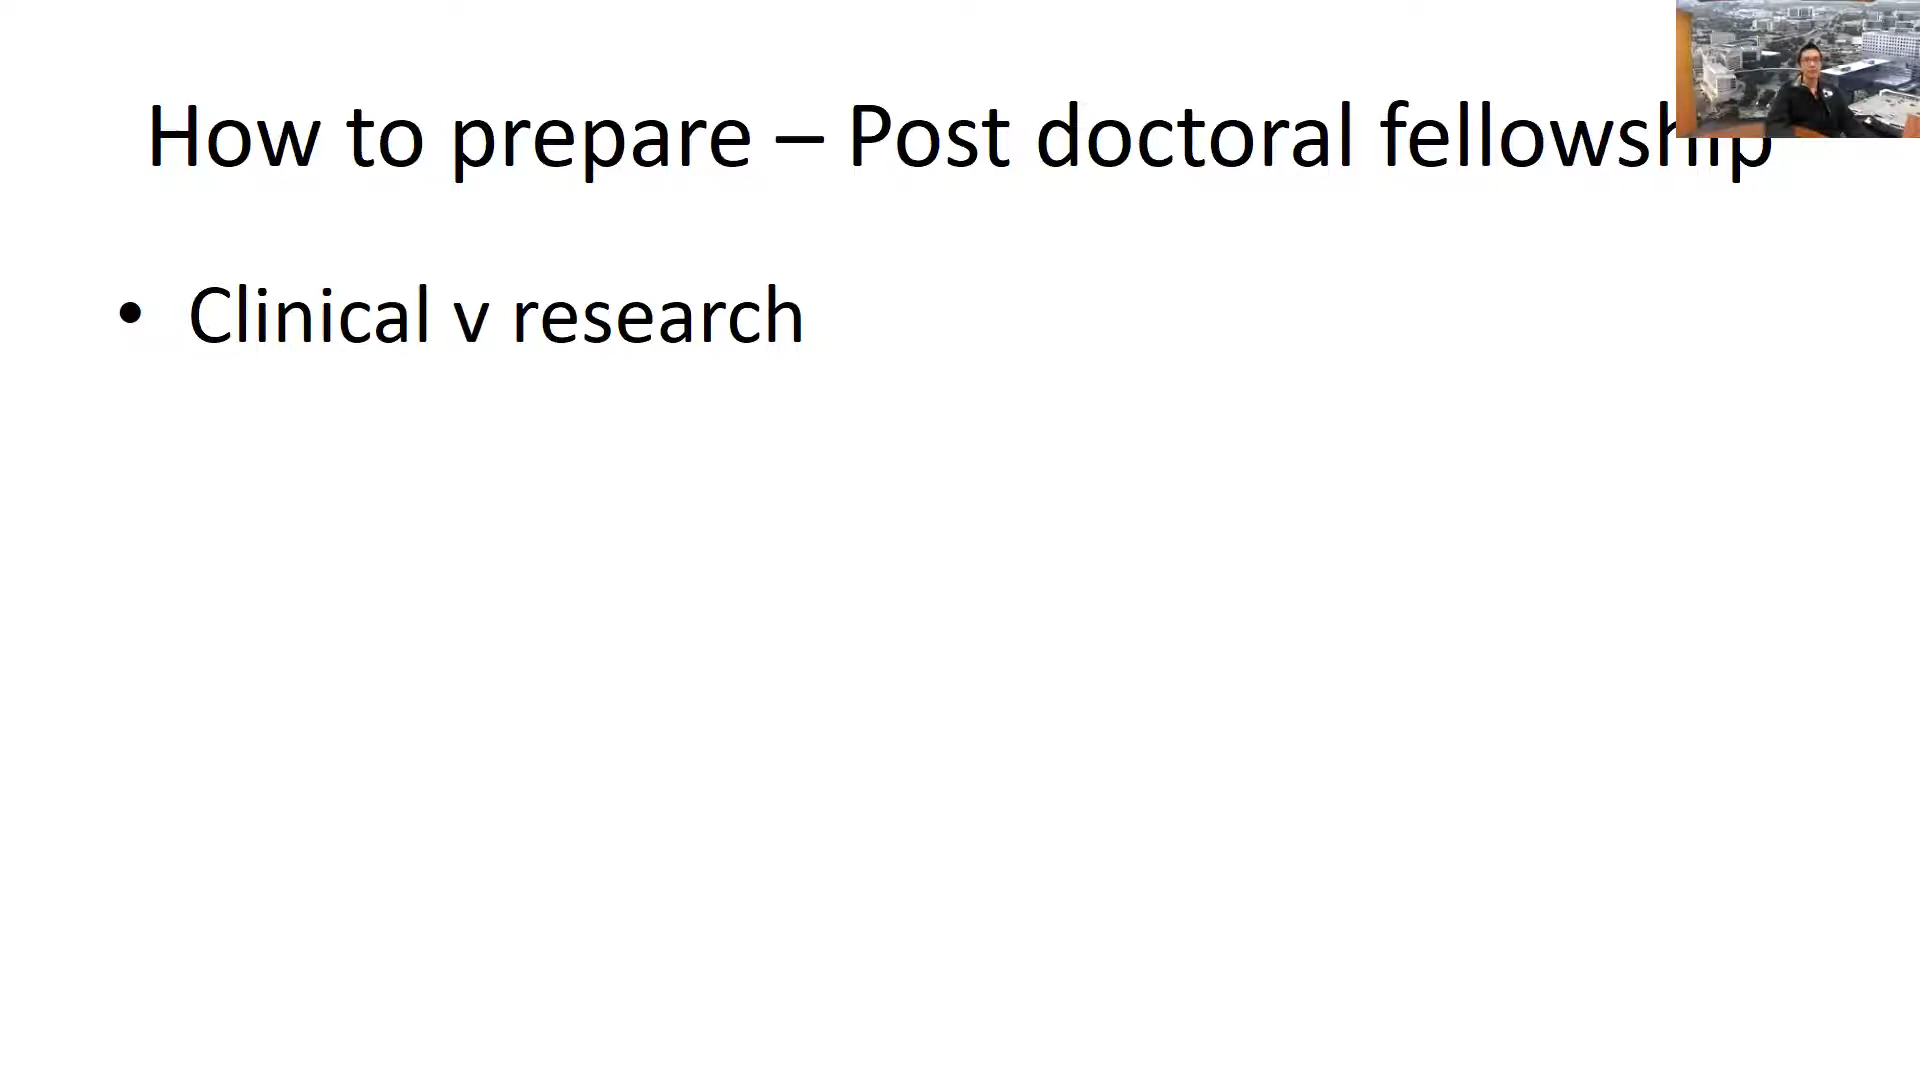 How to prepare – Post doctoral fellowship
• Clinical v research